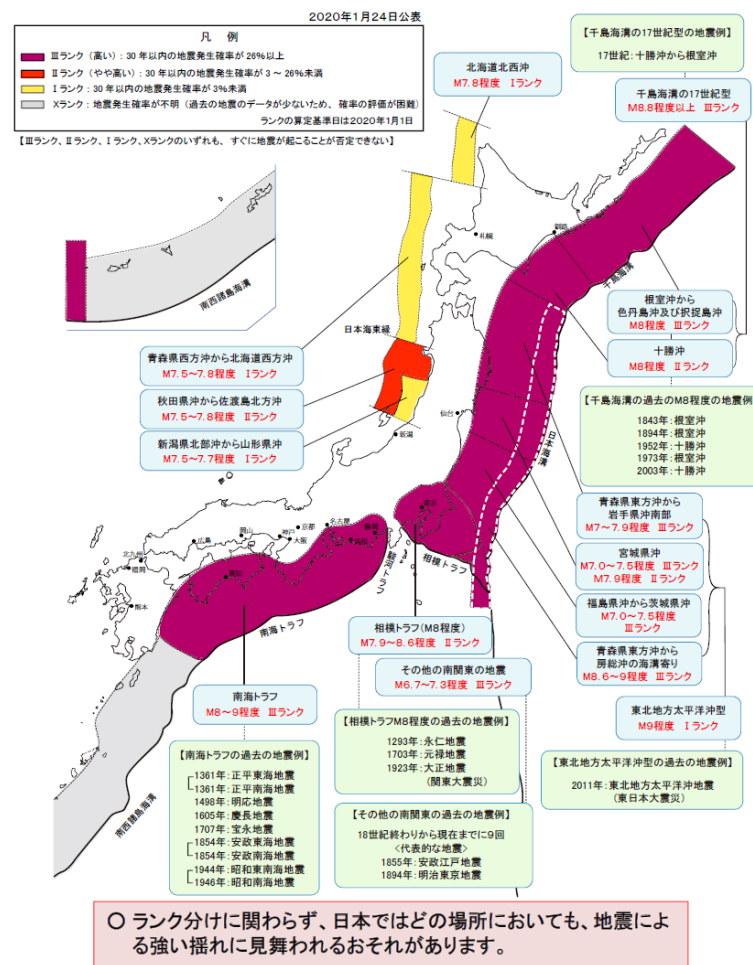 2020年1月24日公表
凡 例
Ⅲランク（高い）：30年以内の地震発生確率が26%以上
Ⅱランク（やや高い）：30年以内の地震発生確率が3～26%未満
Ⅰランク：30年以内の地震発生確率が3%未満
Xランク：地震発生確率が不明（過去の地震のデータが少ないため、確率の評価が困難）
ランクの算定基準日は2020年1月1日
【Ⅲランク、Ⅱランク、Ⅰランク、Xランクのいずれも、すぐに地震が起こることが否定できない】
北海道北西沖
M7.8程度 Ⅰランク
【千島海溝の17世紀型の地震例】
17世紀：十勝沖から根室沖
千島海溝の17世紀型
M8.8程度以上 Ⅲランク
南西諸島海溝
札幌
釧路
千島海溝
根室沖から
色丹島沖及び択捉島沖
M8程度 Ⅲランク
十勝沖
M8程度 Ⅱランク
日本海東縁
青森県西方沖から北海道西方沖
M7.5～7.8程度 Ⅰランク
秋田県沖から佐渡島北方沖
M7.5～7.8程度 Ⅱランク
新潟県北部沖から山形県沖
M7.5～7.7程度 Ⅰランク
新潟
仙台
日本海溝
【千島海溝の過去のM8程度の地震例】
1843年：根室沖
1894年：根室沖
1952年：十勝沖
1973年：根室沖
2003年：十勝沖
青森県東方沖から
岩手県沖南部
M7～7.9程度 Ⅲランク
宮城県沖
M7.0～7.5程度 Ⅲランク
M7.9程度 Ⅱランク
福島県沖から茨城県沖
M7.0～7.5程度
Ⅲランク
青森県東方沖から
房総沖の海溝寄り
M8.6～9程度 Ⅲランク
東北地方太平洋沖型
M9程度 Ⅰランク
【東北地方太平洋沖型の過去の地震例】
2011年：東北地方太平洋沖地震
（東日本大震災）
東京
静岡
浜松
名古屋
京都
神戸
大阪
岡山
広島
高知
北九州
福岡
熊本
駿河トラフ
相模トラフ
南海トラフ
南西諸島海溝
相模トラフ（M8程度）
M7.9～8.6程度 Ⅱランク
その他の南関東の地震
M6.7～7.3程度 Ⅲランク
南海トラフ
M8～9程度 Ⅲランク
【南海トラフの過去の地震例】
1361年：正平東海地震
1361年：正平南海地震
1498年：明応地震
1605年：慶長地震
1707年：宝永地震
1854年：安政東海地震
1854年：安政南海地震
1944年：昭和東南海地震
1946年：昭和南海地震
【相模トラフM8程度の過去の地震例】
1293年：永仁地震
1703年：元禄地震
1923年：大正地震
（関東大震災）
【その他の南関東の過去の地震例】
18世紀終わりから現在までに9回
＜代表的な地震＞
1855年：安政江戸地震
1894年：明治東京地震
○ ランク分けに関わらず、日本ではどの場所においても、地震によ
る強い揺れに見舞われるおそれがあります。